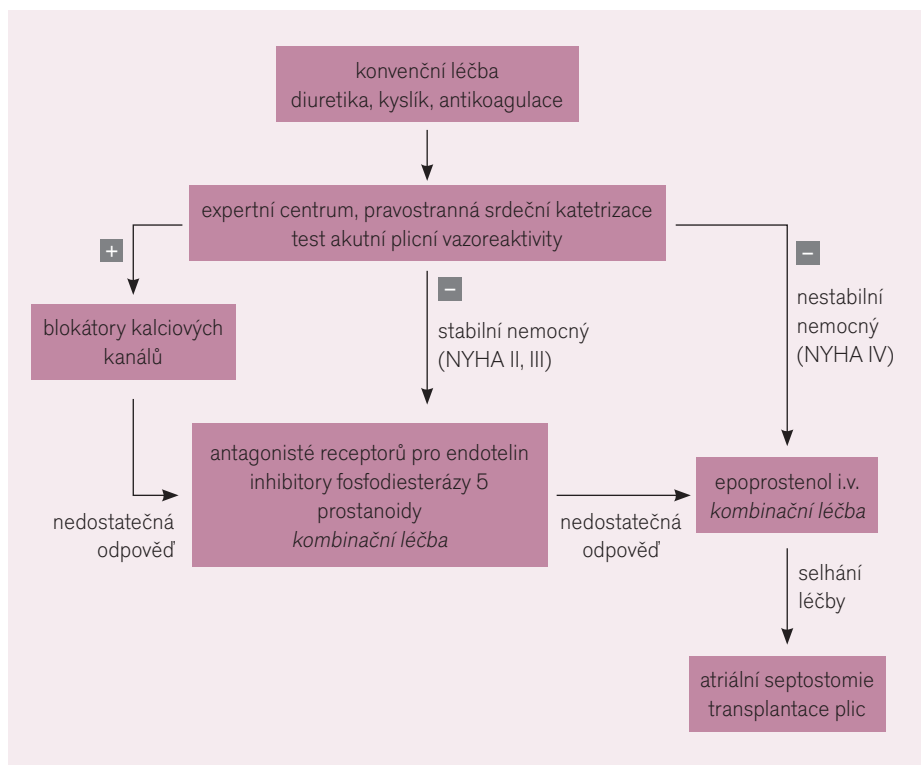 konvenční léčba
diuretika, kyslík, antikoagulace
expertní centrum, pravostranná srdeční katetrizace
test akutní plicní vazoreaktivity
+
−
−
blokátory kalciových
kanálů
stabilní nemocný
(NYHA II, III)
nestabilní
nemocný
(NYHA IV)
antagonisté receptorů pro endotelin
inhibitory fosfodiesterázy 5
prostanoidy
kombinační léčba
nedostatečná
odpověď
nedostatečná
odpověď
epoprostenol i.v.
kombinační léčba
selhání
léčby
atriální septostomie
transplantace plic